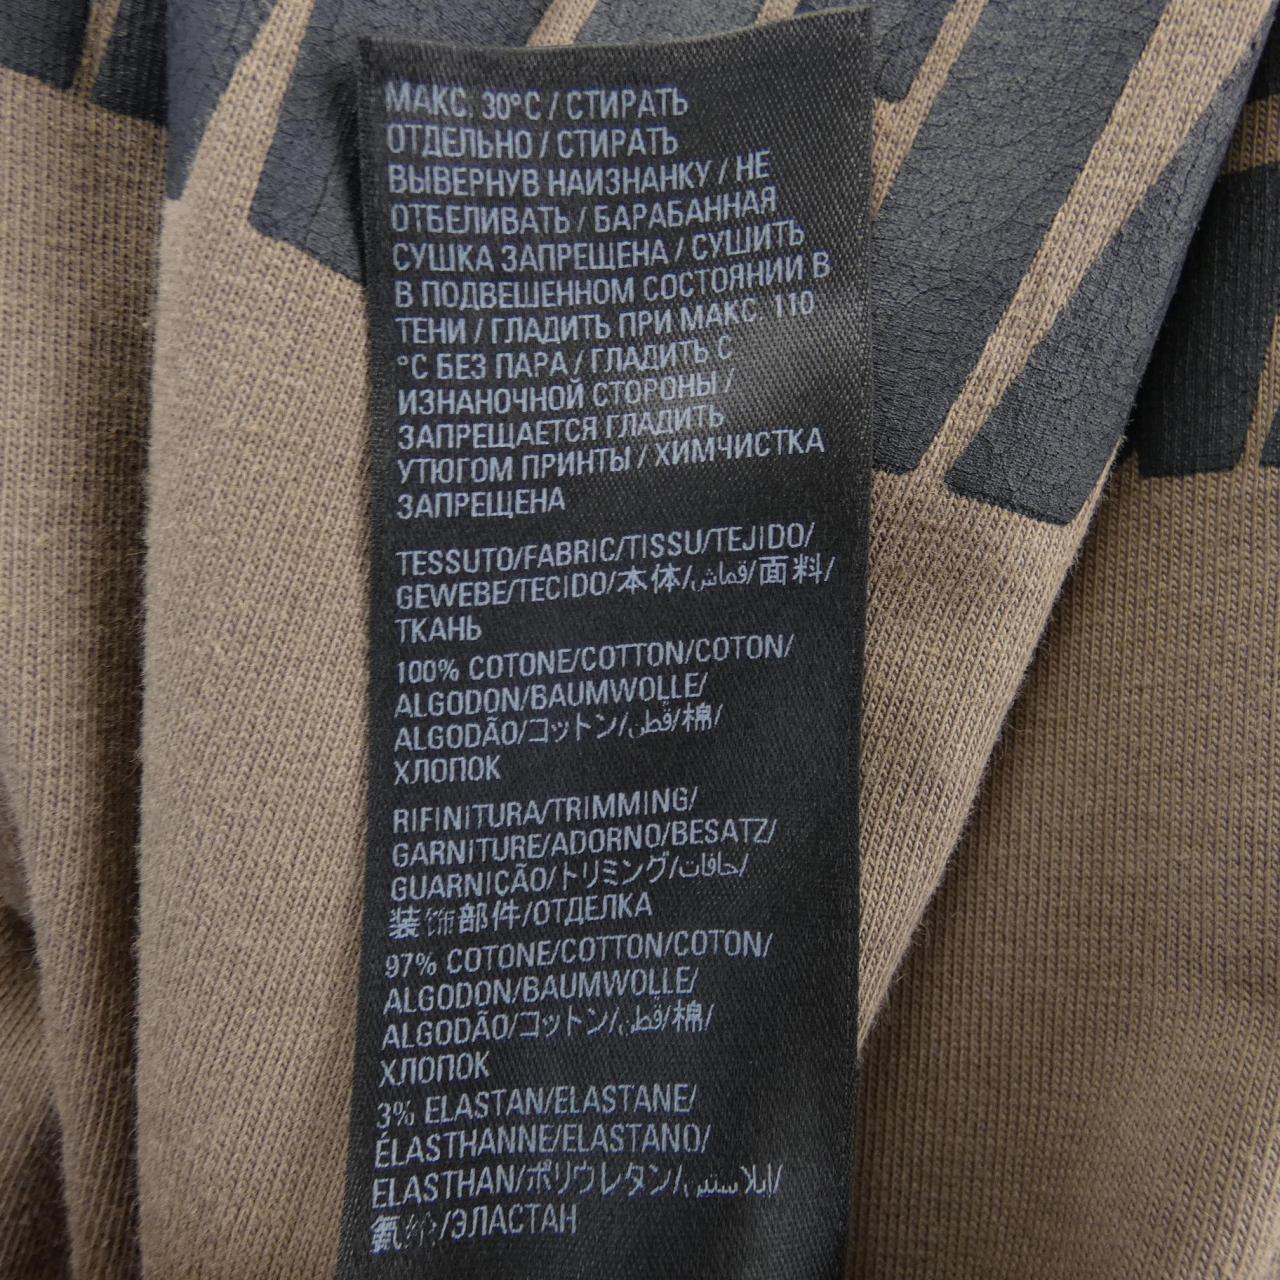 МАКС. 30°C / СТИРАТЬ
ОТДЕЛЬНО / СТИРАТЬ
ВЫВЕРНУВ НАИЗНАНКУ / НЕ
ОТБЕЛИВАТЬ / БАРАБАННАЯ
СУШКА ЗАПРЕЩЕНА / СУШИТЬ
В ПОДВЕШЕННОМ СОСТОЯНИИ В
ТЕНИ / ГЛАДИТЬ ПРИ МАКС. 110
°C БЕЗ ПАРА / ГЛАДИТЬ С
ИЗНАНОЧНОЙ СТОРОНЫ /
ЗАПРЕЩАЕТСЯ ГЛАДИТЬ
УТЮГОМ ПРИНТЫ / ХИМЧИСТКА
ЗАПРЕЩЕНА
TESSUTO/FABRIC/TISSU/TEJIDO/
GEWEBE/TECIDO/本体/قماش/面料/
ТКАНЬ
100% COTONE/COTTON/COTON/
ALGODON/BAUMWOLLE/
ALGODÃO/コットン/قطن/棉/
ХЛОПОК
RIFINITURA/TRIMMING/
GARNITURE/ADORNO/BESATZ/
GUARNIÇÃO/トリミング/حافات/
装饰部件/ОТДЕЛКА
97% COTONE/COTTON/COTON/
ALGODON/BAUMWOLLE/
ALGODÃO/コットン/قطن/棉/
ХЛОПОК
3% ELASTAN/ELASTANE/
ÉLASTHANNE/ELASTANO/
ELASTHAN/ポリウレタン/إيلاستين/
氨纶/ЭЛАСТАН